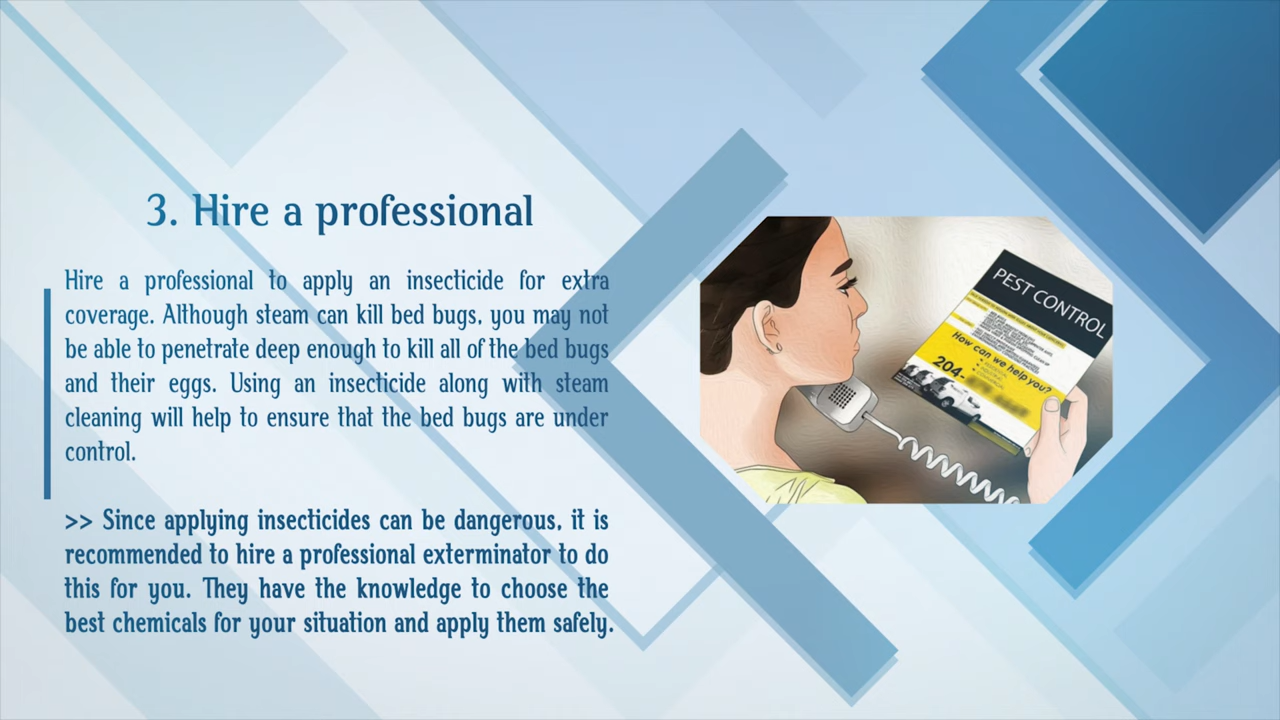 3. Hire a professional
Hire a professional to apply an insecticide for extra
coverage. Although steam can kill bed bugs, you may not
be able to penetrate deep enough to kill all of the bed bugs
and their eggs. Using an insecticide along with steam
cleaning will help to ensure that the bed bugs are under
control.
>> Since applying insecticides can be dangerous, it is
recommended to hire a professional exterminator to do
this for you. They have the knowledge to choose the
best chemicals for your situation and apply them safely.
PEST CONTROL
How can we help you?
204-